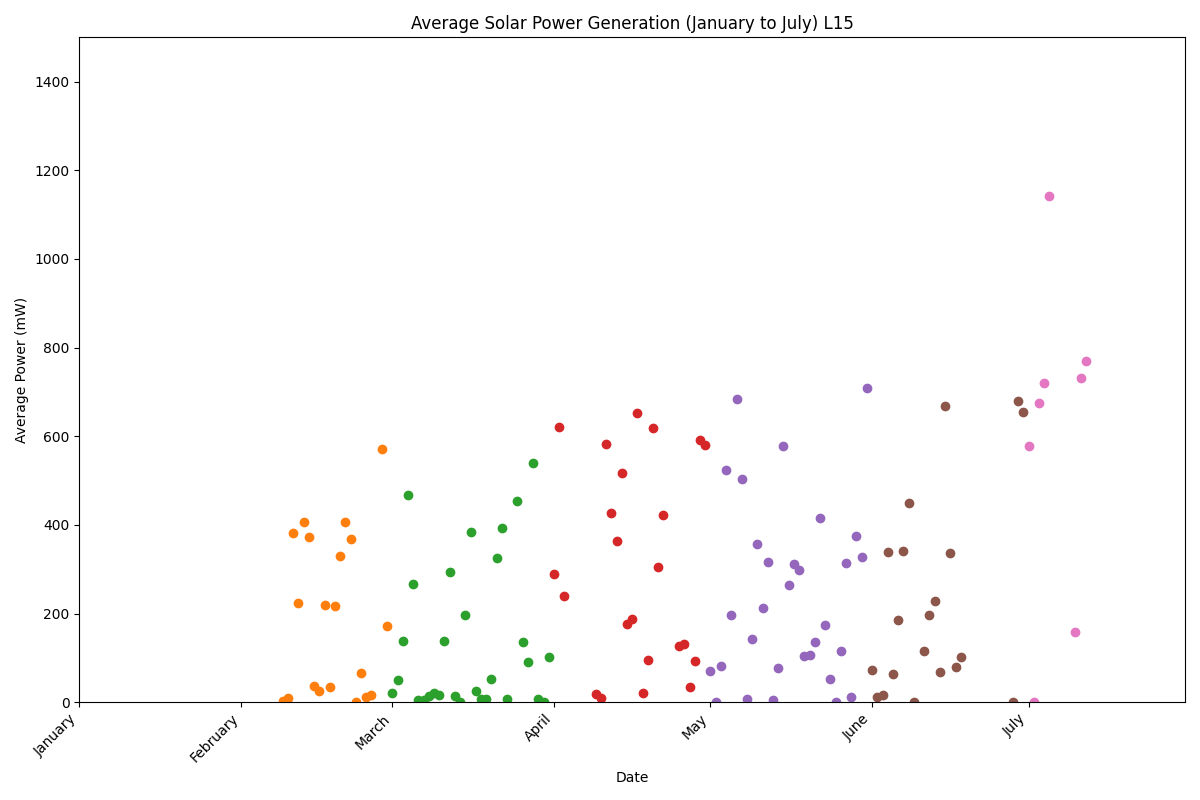 Average Solar Power Generation (January to July) L15
Average Power (mW)
1400
1200
1000
800
600
400
200
0
January
February
March
April
May
June
July
Date